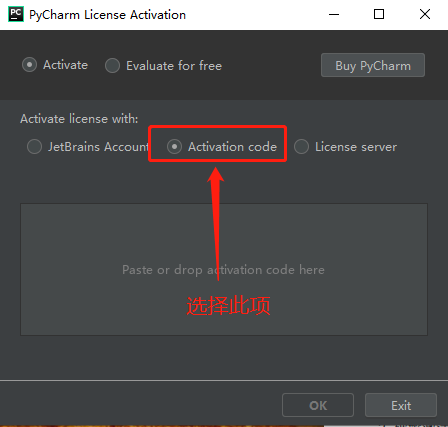 PC PyCharm License Activation
Activate Evaluate for free Buy PyCharm
Activate license with:
JetBrains Account Activation code License server
Paste or drop activation code here
选择此项
OK Exit